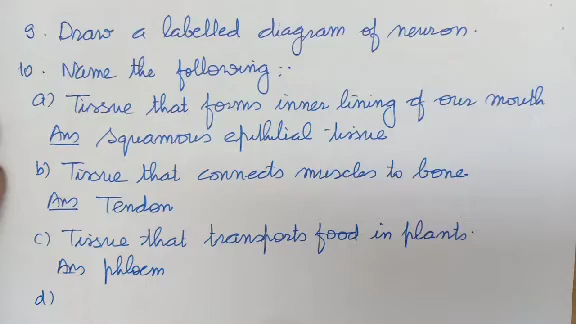 9. Draw a labelled diagram of neuron.
10. Name the following:-
a) Tissue that forms inner lining of our mouth
Ans Squamous epithelial tissue
b) Tissue that connects muscles to bone
Ans Tendon
c) Tissue that transports food in plants.
Ans phloem
d)